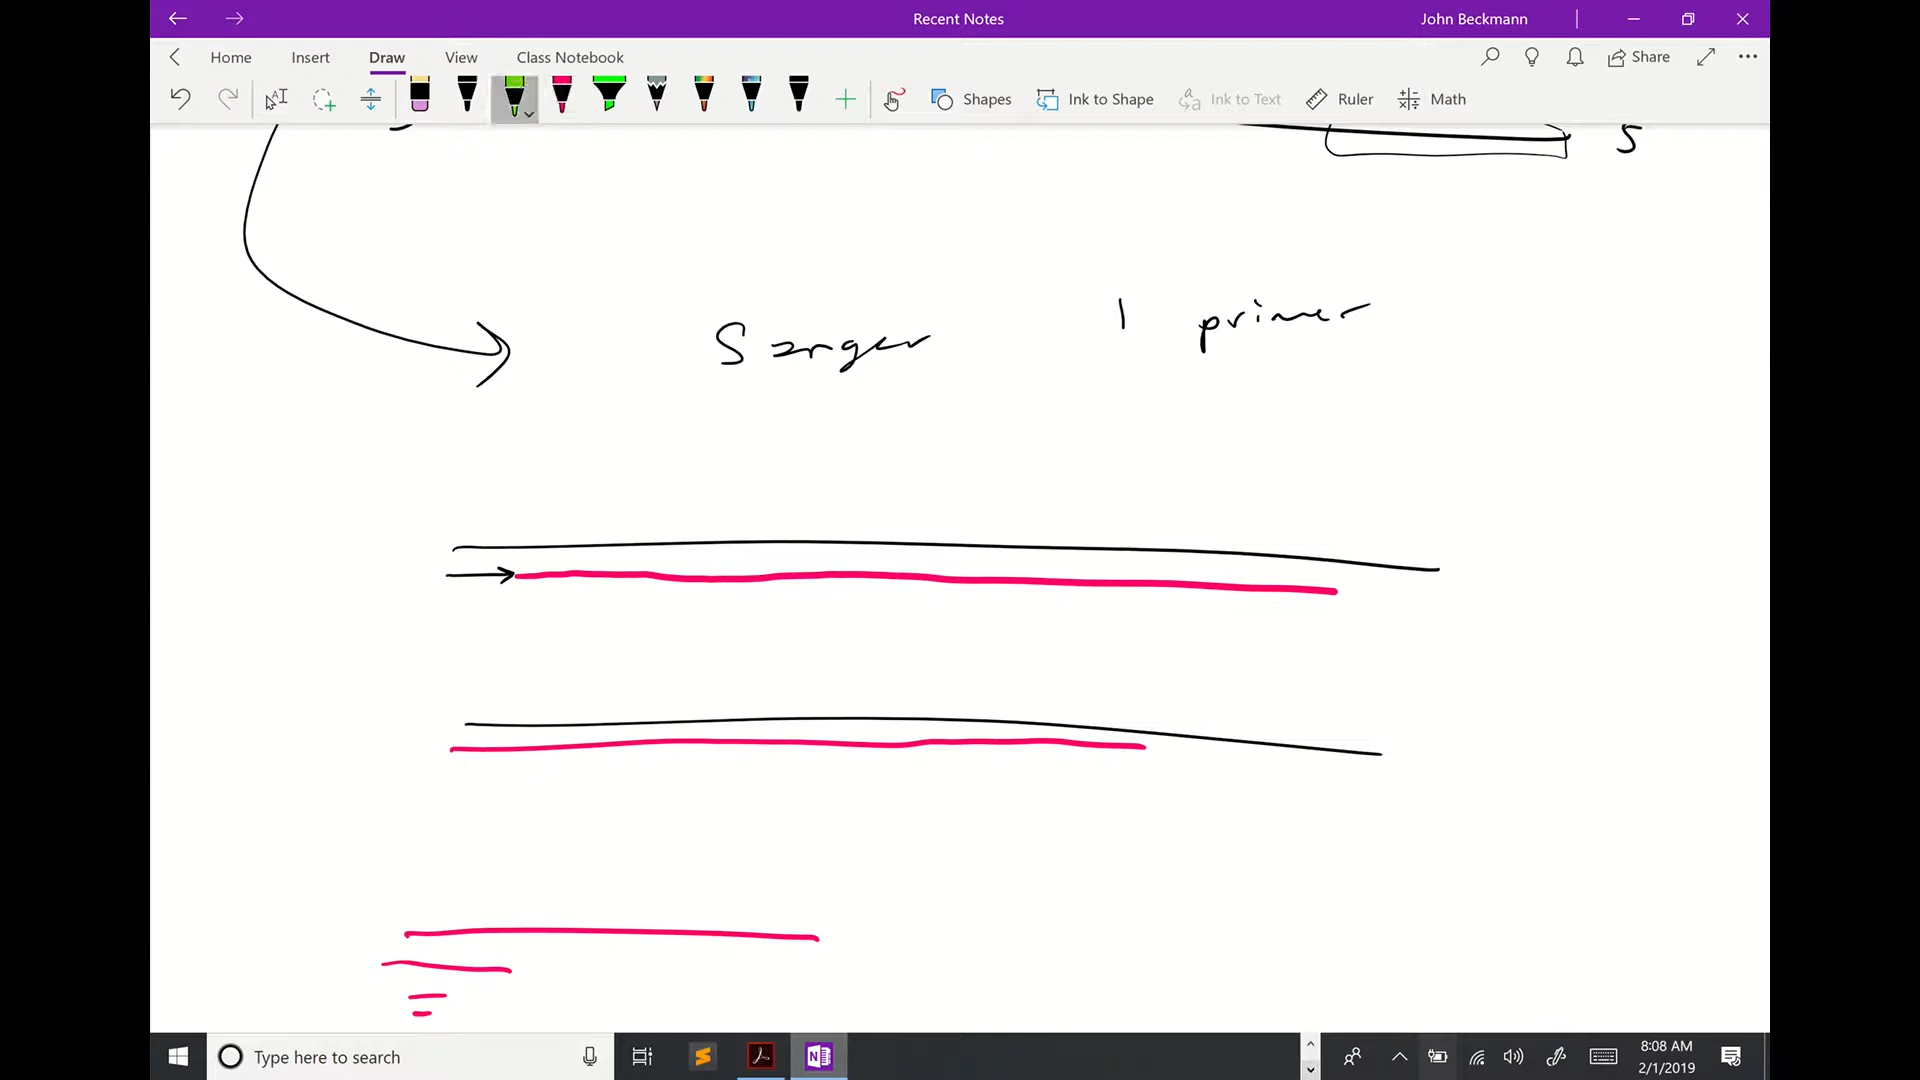 Recent Notes
John Beckmann
Home Insert Draw View Class Notebook
Share
Shapes Ink to Shape Ink to Text Ruler Math
5
1 primer
Sanger
Type here to search
8:08 AM
2/1/2019